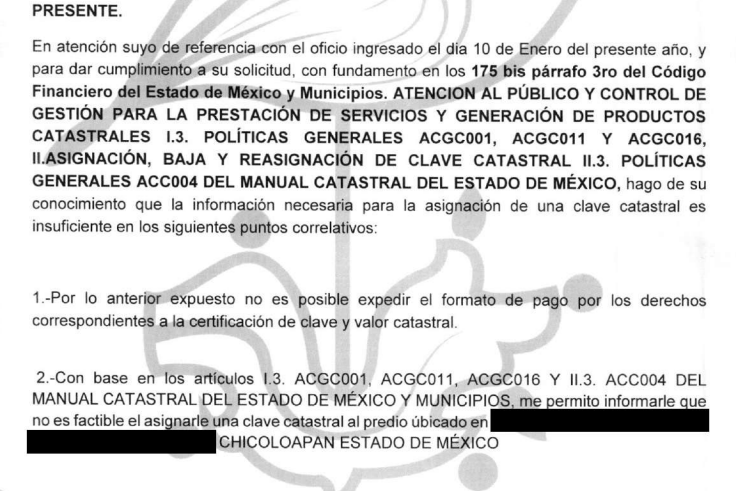 PRESENTE.
En atención suyo de referencia con el oficio ingresado el dia 10 de Enero del presente año, y
para dar cumplimiento a su solicitud, con fundamento en los 175 bis párrafo 3ro del Código
Financiero del Estado de México y Municipios. ATENCION AL PÚBLICO Y CONTROL DE
GESTIÓN PARA LA PRESTACIÓN DE SERVICIOS Y GENERACIÓN DE PRODUCTOS
CATASTRALES I.3. POLÍTICAS GENERALES ACGC001, ACGC011 Y ACGC016,
II.ASIGNACIÓN, BAJA Y REASIGNACIÓN DE CLAVE CATASTRAL II.3. POLÍTICAS
GENERALES ACC004 DEL MANUAL CATASTRAL DEL ESTADO DE MÉXICO, hago de su
conocimiento que la información necesaria para la asignación de una clave catastral es
insuficiente en los siguientes puntos correlativos:
1.-Por lo anterior expuesto no es posible expedir el formato de pago por los derechos
correspondientes a la certificación de clave y valor catastral.
2.-Con base en los artículos I.3. ACGC001, ACGC011, ACGC016 Y II.3. ACC004 DEL
MANUAL CATASTRAL DEL ESTADO DE MÉXICO Y MUNICIPIOS, me permito informarle que
no es factible el asignarle una clave catastral al predio úbicado en
CHICOLOAPAN ESTADO DE MÉXICO